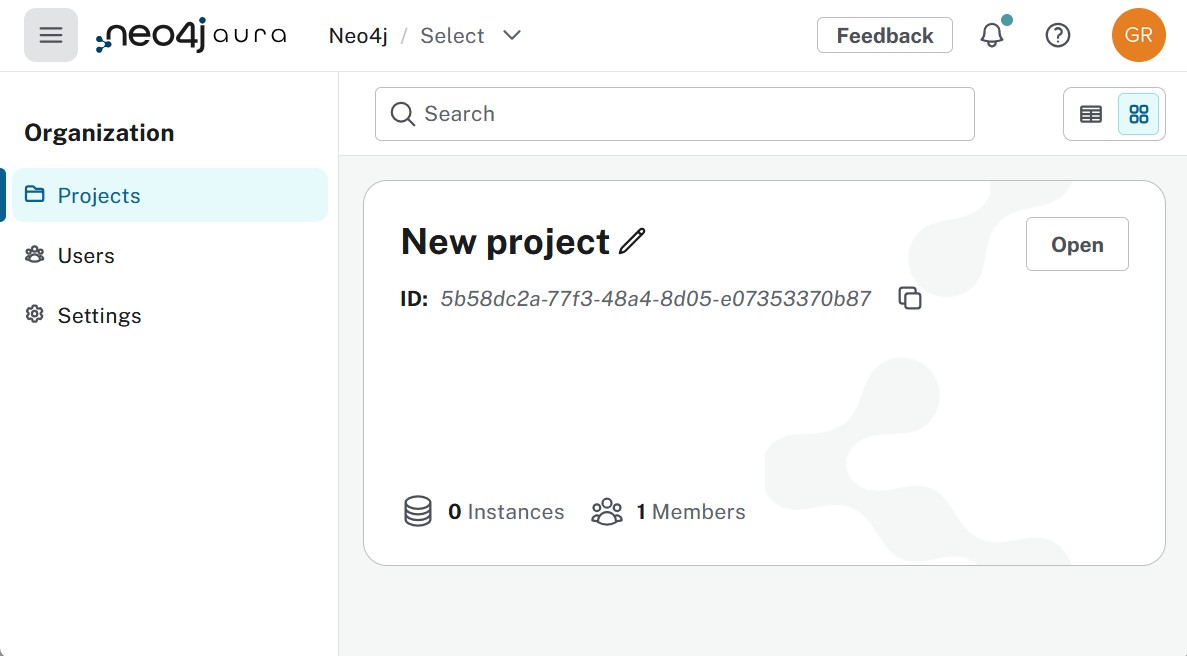 neo4j aura Neo4j / Select Feedback GR
Organization
Projects
Users
Settings
Search
New project
Open
ID: 5b58dc2a-77f3-48a4-8d05-e07353370b87
0 Instances 1 Members